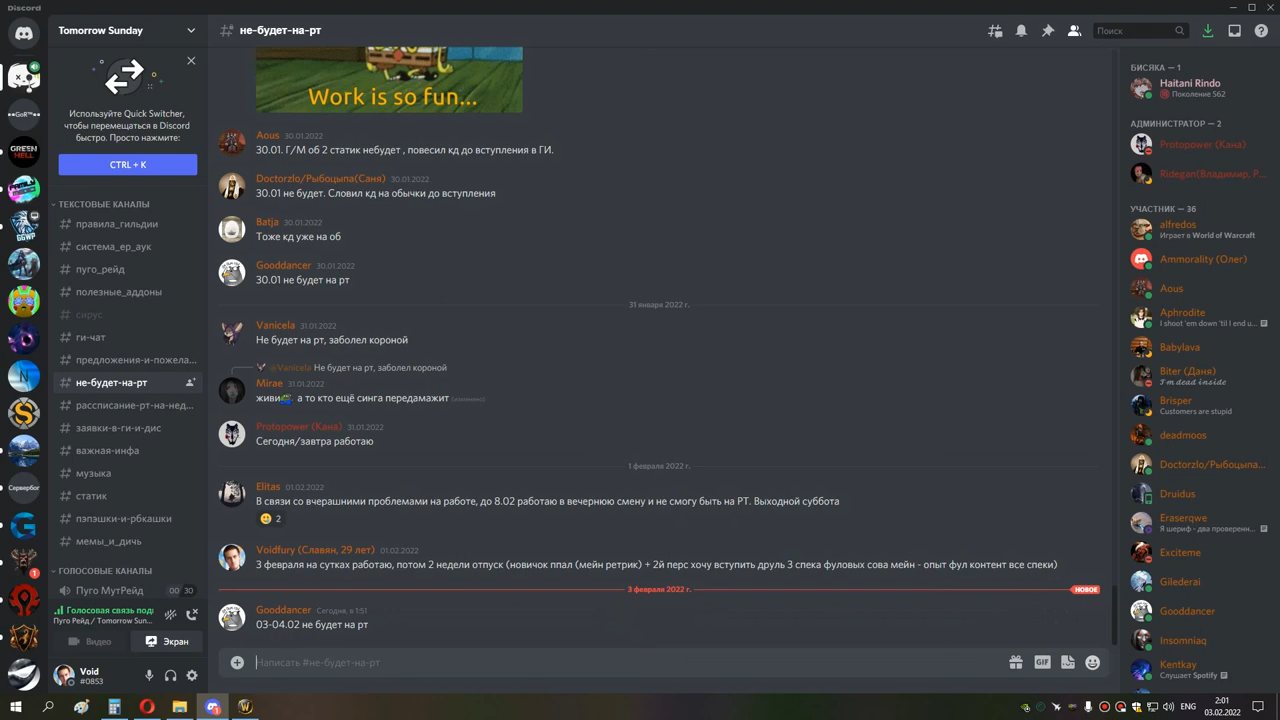 Discord
Tomorrow Sunday
Используйте Quick Switcher,
чтобы перемещаться в Discord
быстро. Просто нажмите:
CTRL + K
ТЕКСТОВЫЕ КАНАЛЫ
# правила_гильдии
# система_ер_аук
# пуго_рейд
# полезные_аддоны
# сирус
# ги-чат
# предложения-и-пожела...
# не-будет-на-рт
# рассписание-рт-на-нед...
# заявки-в-ги-и-дис
# важная-инфа
# музыка
# статик
# пэпэшки-и-рбкашки
# мемы_и_дичь
ГОЛОСОВЫЕ КАНАЛЫ
Пуго МутРейд 00 30
Голосовая связь подк
Пуго Рейд / Tomorrow Sun...
Видео
Экран
Void
#0853
GoR
GREEN
HELL
GGWP
Сервербог
1
# не-будет-на-рт
Поиск
Work is so fun...
Aous 30.01.2022
30.01. Г/М об 2 статик небудет , повесил кд до вступления в ГИ.
Doctorzlo/Рыбоцыпа(Саня) 30.01.2022
30.01 не будет. Словил кд на обычки до вступления
Batja 30.01.2022
Тоже кд уже на об
Gooddancer 30.01.2022
30.01 не будет на рт
31 января 2022 г.
Vanicela 31.01.2022
Не будет на рт, заболел короной
@Vanicela Не будет на рт, заболел короной
Mirae 31.01.2022
живи а то кто ещё синга передамажит (изменено)
Protopower (Кана) 31.01.2022
Сегодня/завтра работаю
1 февраля 2022 г.
Elitas 01.02.2022
В связи со вчерашними проблемами на работе, до 8.02 работаю в вечернюю смену и не смогу быть на РТ. Выходной суббота
2
Voidfury (Славян, 29 лет) 01.02.2022
3 февраля на сутках работаю, потом 2 недели отпуск (новичок ппал (мейн ретрик) + 2й перс хочу вступить друль 3 спека фуловых сова мейн - опыт фул контент все спеки)
3 февраля 2022 г.
НОВОЕ
Gooddancer Сегодня, в 1:51
03-04.02 не будет на рт
Написать #не-будет-на-рт
GIF
БИСЯКА — 1
Haitani Rindo
Поколение 562
АДМИНИСТРАТОР — 2
Protopower (Кана)
Ridegan(Владимир, Р...
УЧАСТНИК — 36
alfredos
Играет в World of Warcraft
Ammorality (Олег)
Aous
Aphrodite
I shoot 'em down 'til I end u...
Babylava
Biter (Даня)
I'm dead inside
Brisper
Customers are stupid
deadmoos
Doctorzlo/Рыбоцыпа...
Druidus
Eraserqwe
Я шериф - два проверенн...
Exciteme
Gilederai
Gooddancer
Insomniaq
Kentkay
Слушает Spotify
ENG
2:01
03.02.2022